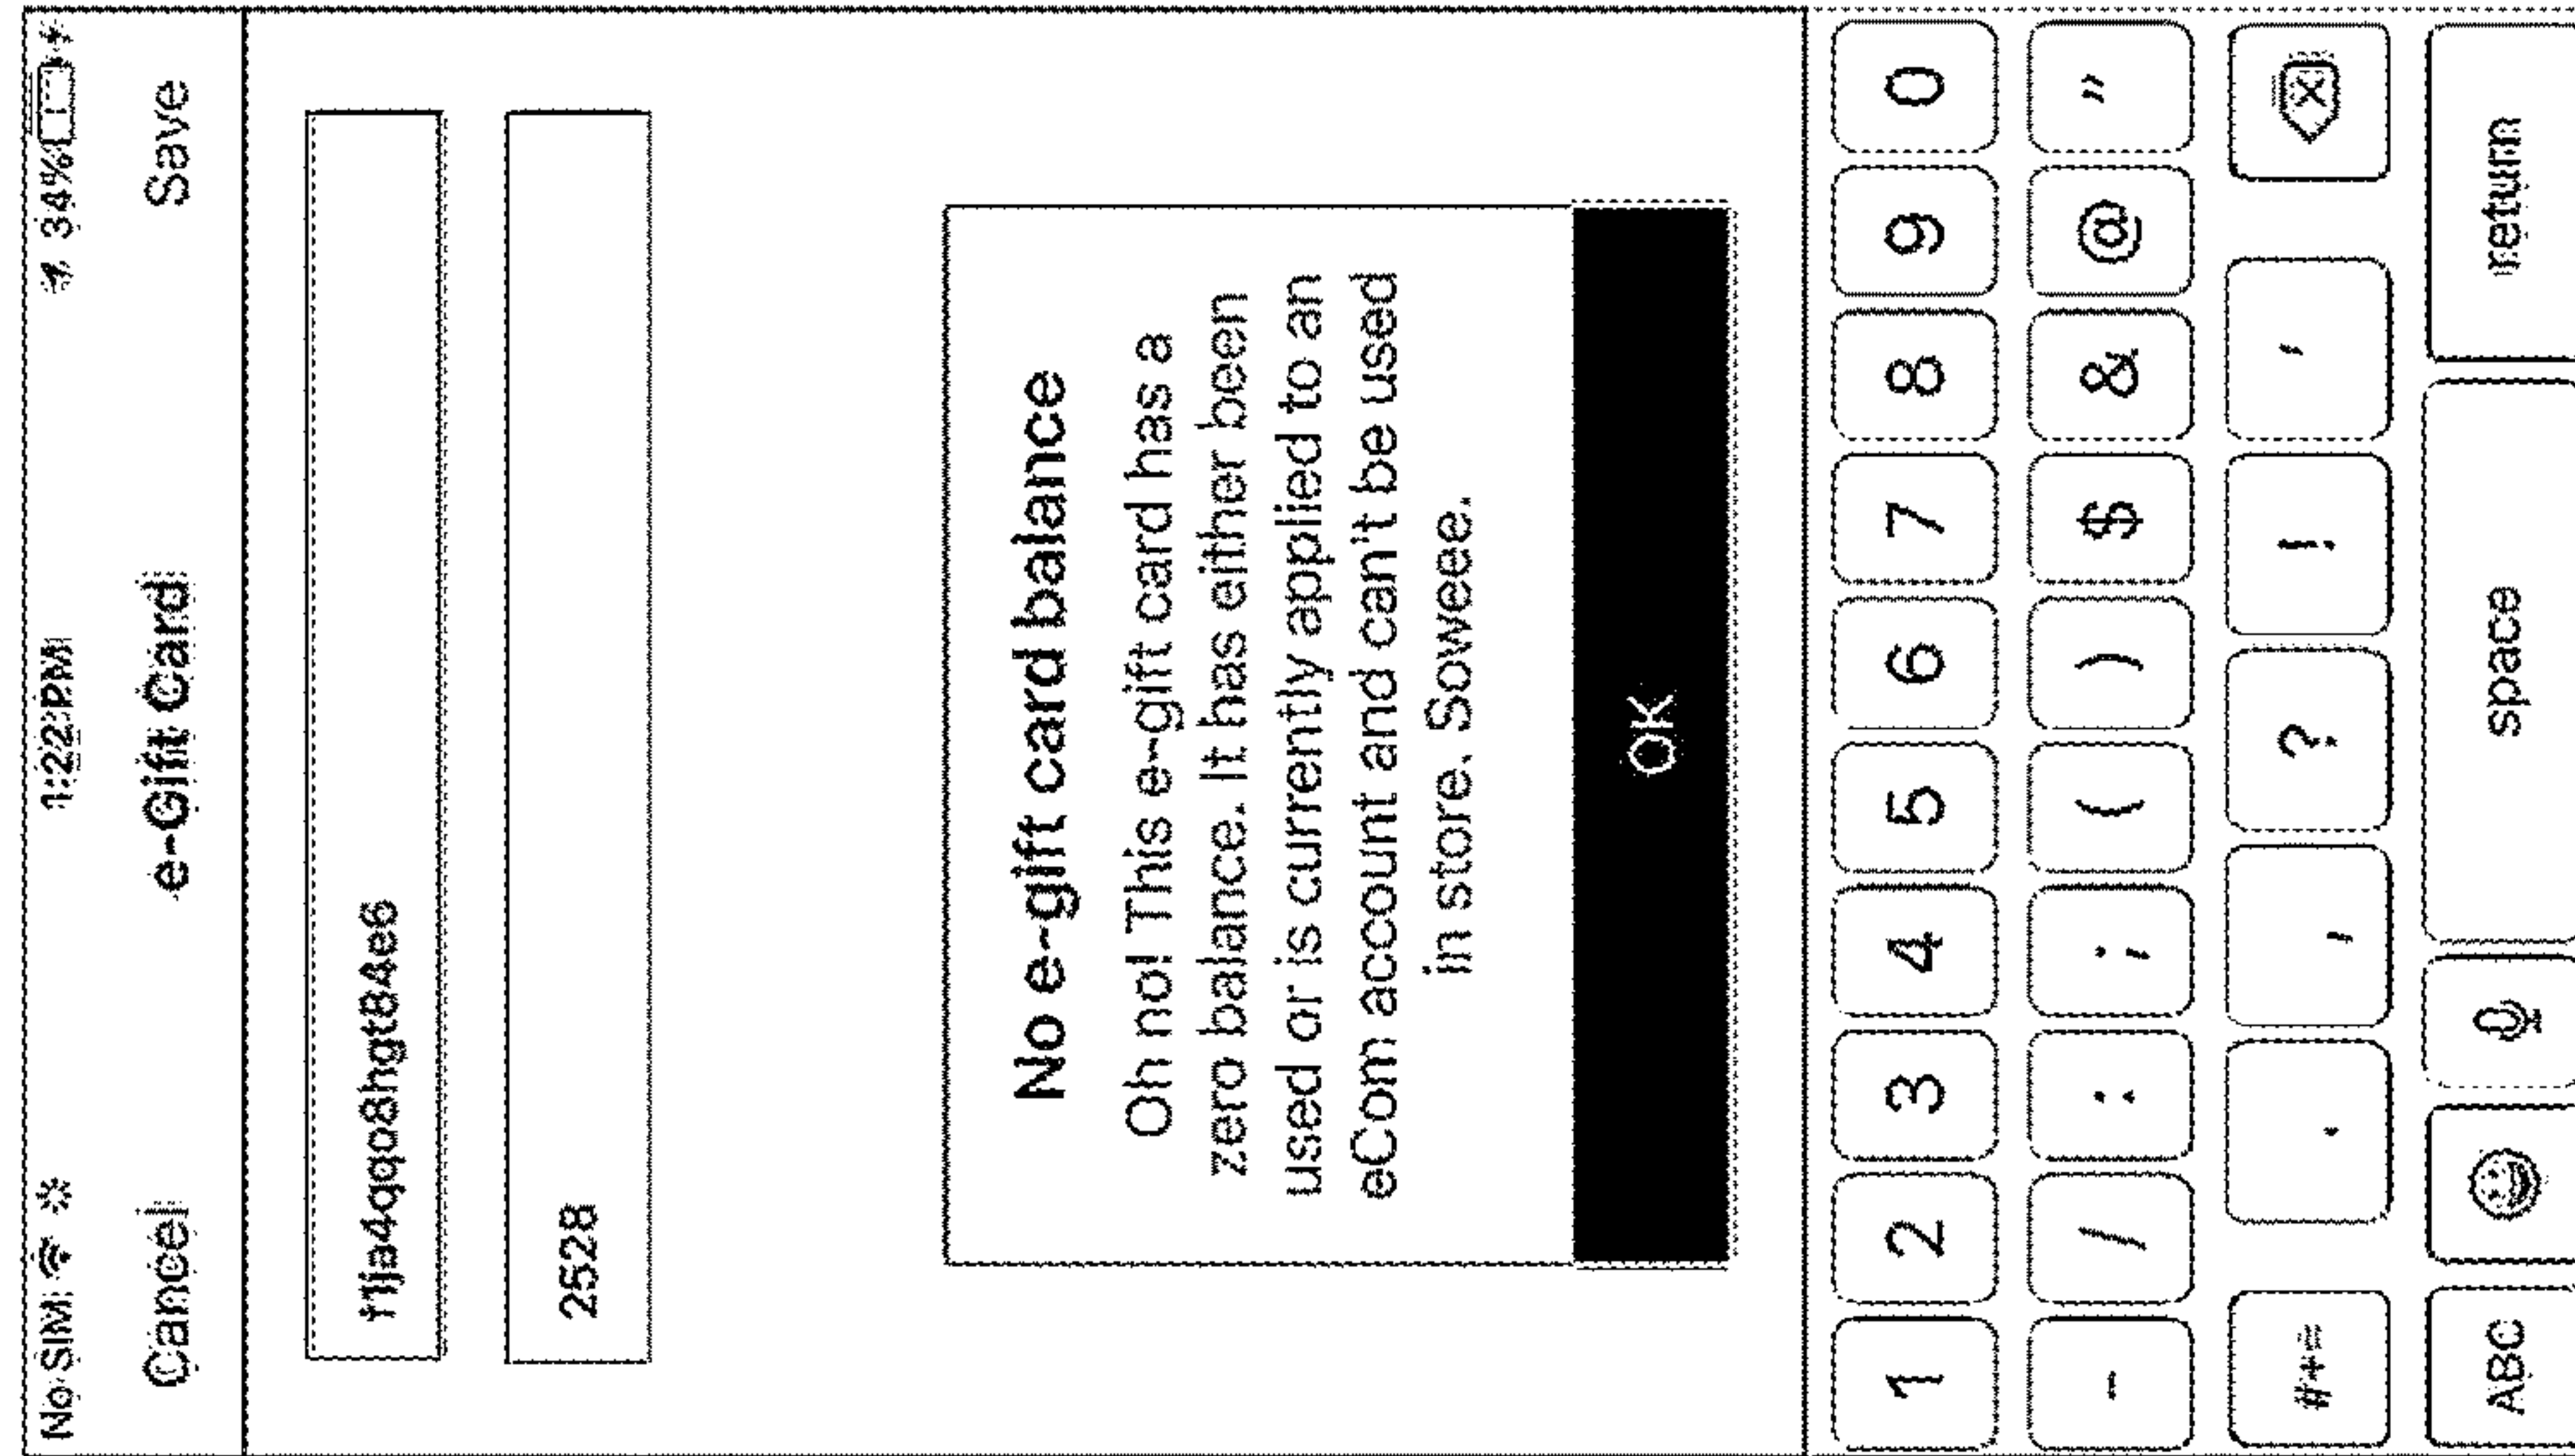 No SIM 1:22 PM 34%
Cancel e-Gift Card Save
f1ja4qqo8hgt84e6
2528
No e-gift card balance
Oh no! This e-gift card has a
zero balance. It has either been
used or is currently applied to an
eCom account and can't be used
in store. Soweee.
OK
1 2 3 4 5 6 7 8 9 0
- / : ; ( ) $ & @ "
#+= . , ? ! '
ABC space return